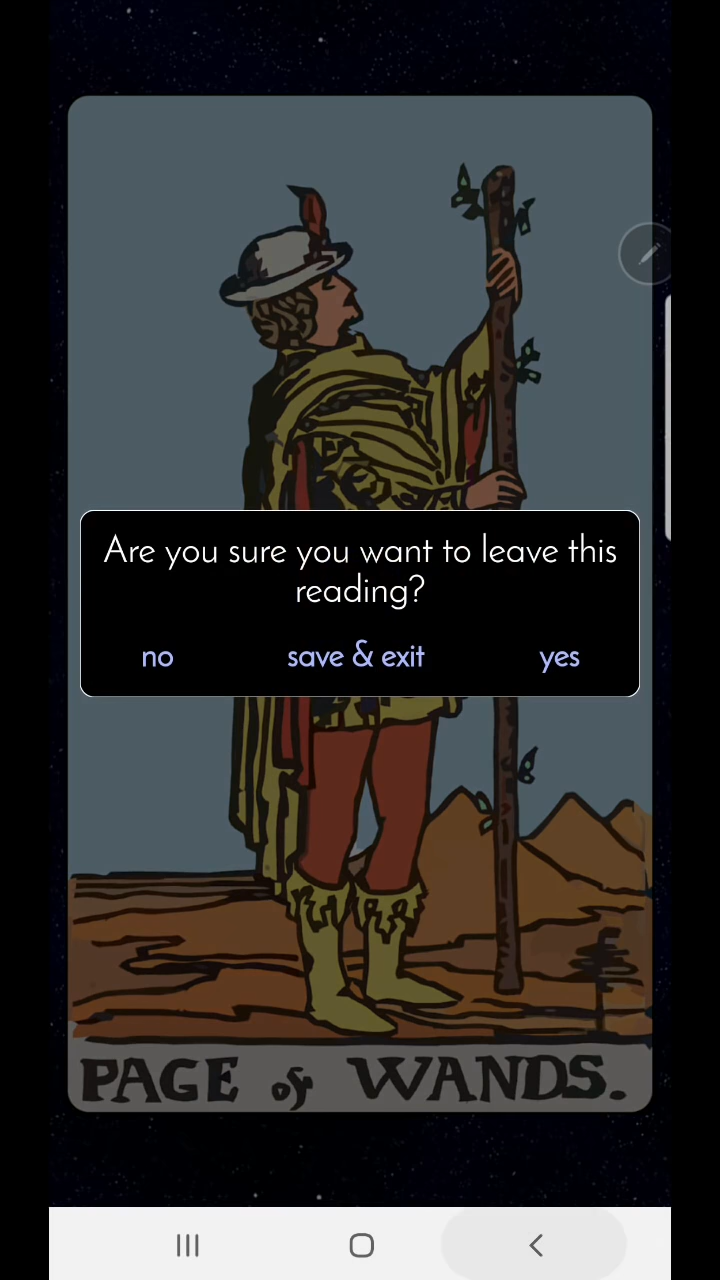 Are you sure you want to leave this
reading?
no save & exit yes
PAGE of WANDS.